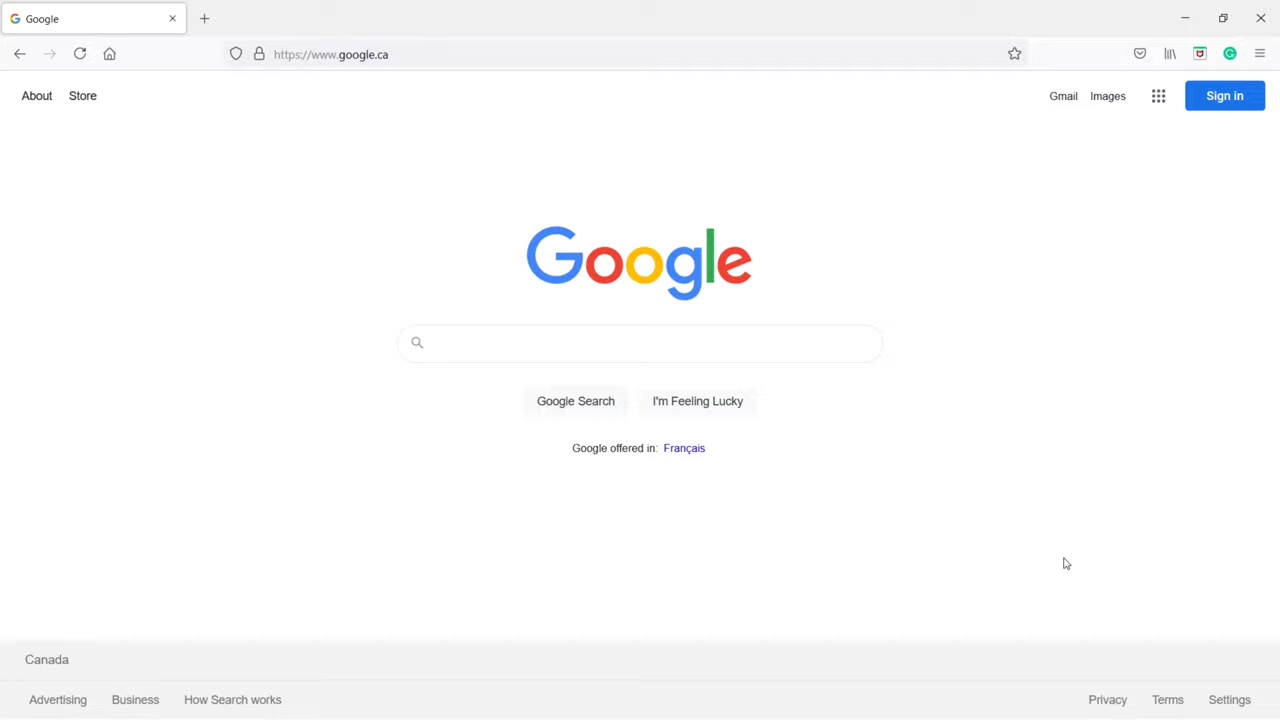 Google
https://www.google.ca
About Store
Gmail Images Sign in
Google
Google Search I'm Feeling Lucky
Google offered in: Français
Canada
Advertising Business How Search works
Privacy Terms Settings